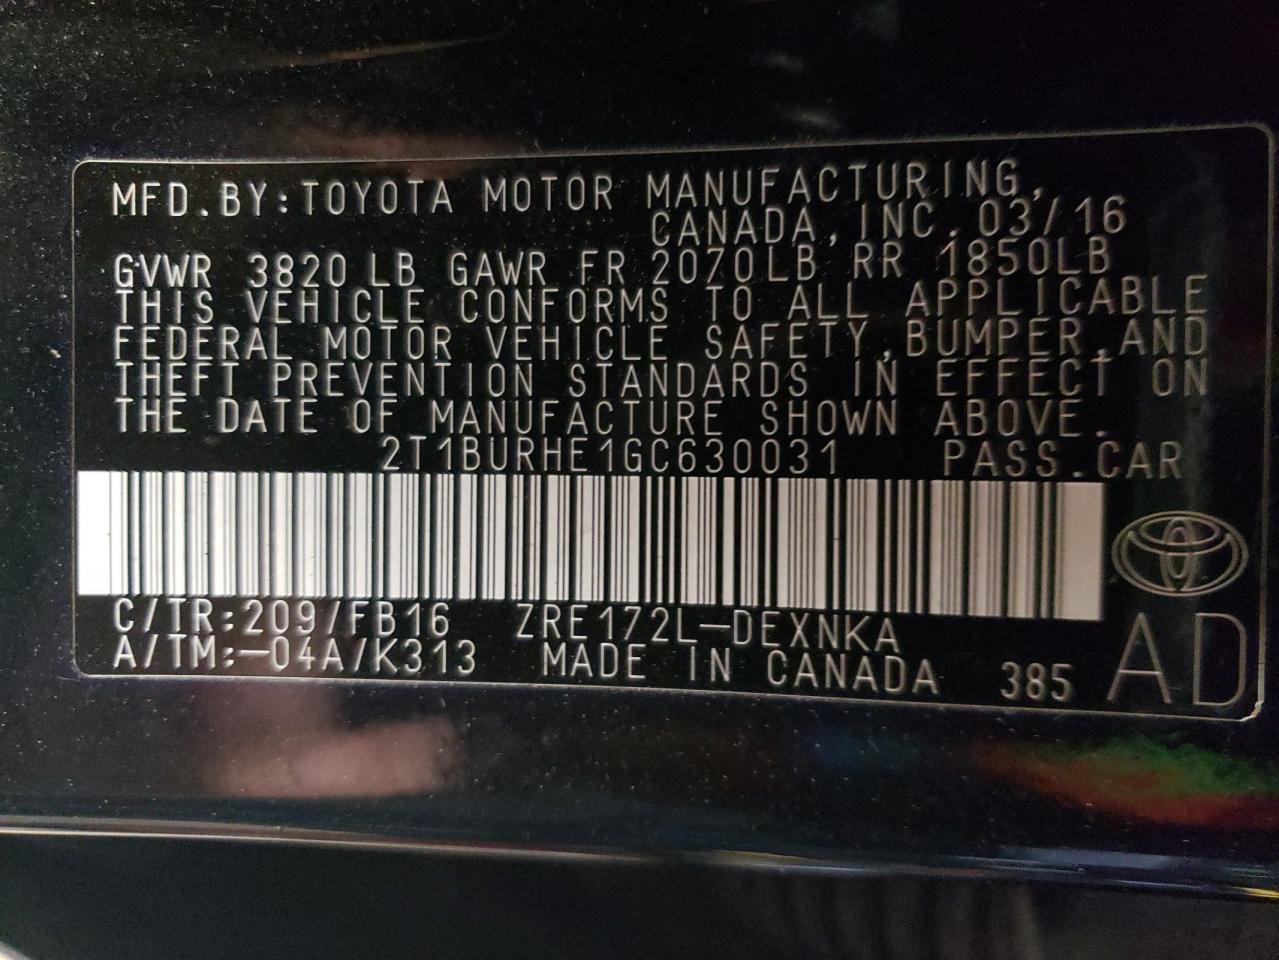 MFD.BY:TOYOTA MOTOR MANUFACTURING,
CANADA,INC.03/16
GVWR 3820LB GAWR FR 2070LB RR 1850LB
THIS VEHICLE CONFORMS TO ALL APPLICABLE
FEDERAL MOTOR VEHICLE SAFETY,BUMPER,AND
THEFT PREVENTION STANDARDS IN EFFECT ON
THE DATE OF MANUFACTURE SHOWN ABOVE.
2T1BURHE1GC630031 PASS.CAR
C/TR:209/FB16 ZRE172L-DEXNKA
A/TM:-04A/K313 MADE IN CANADA 385 AD